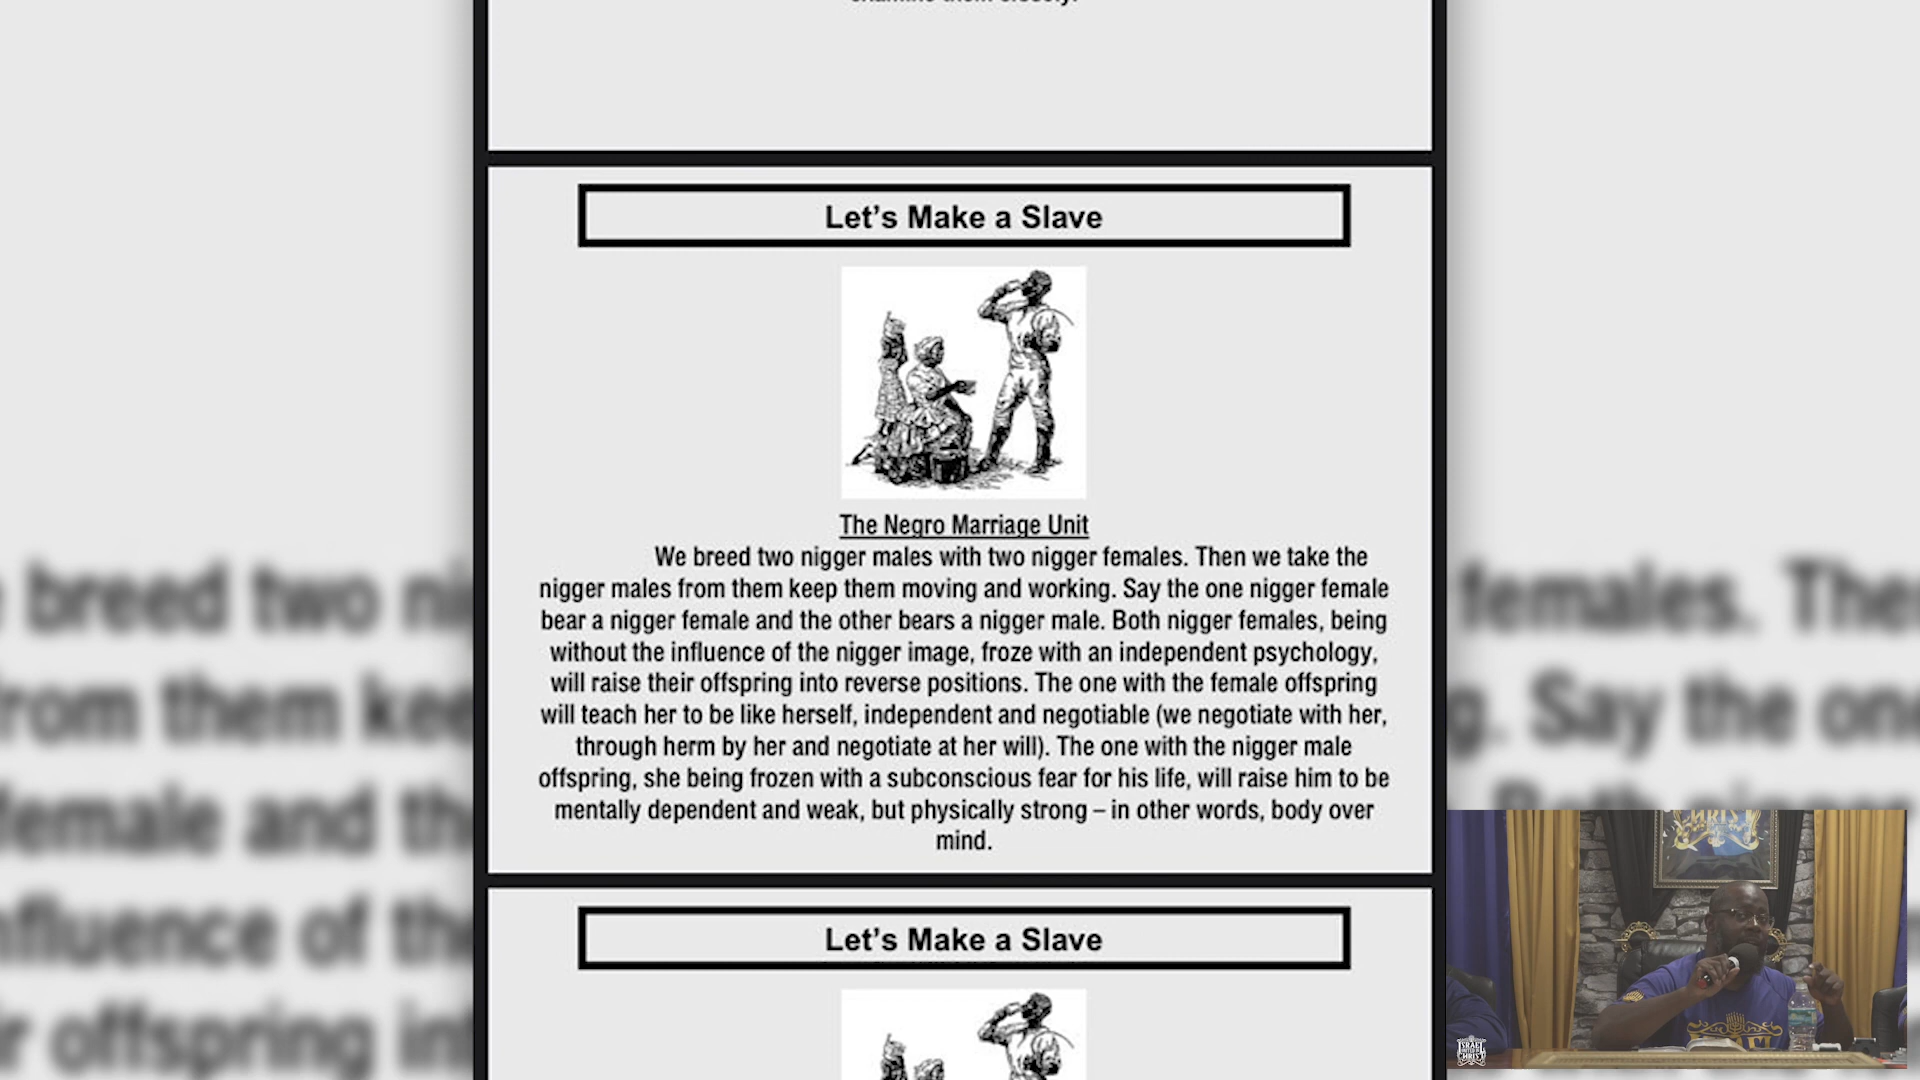 Let's Make a Slave
The Negro Marriage Unit
We breed two nigger males with two nigger females. Then we take the
nigger males from them keep them moving and working. Say the one nigger female
bear a nigger female and the other bears a nigger male. Both nigger females, being
without the influence of the nigger image, froze with an independent psychology,
will raise their offspring into reverse positions. The one with the female offspring
will teach her to be like herself, independent and negotiable (we negotiate with her,
through herm by her and negotiate at her will). The one with the nigger male
offspring, she being frozen with a subconscious fear for his life, will raise him to be
mentally dependent and weak, but physically strong – in other words, body over
mind.
Let's Make a Slave
CHRIST
ISRAEL
UNITED IN
CHRIST